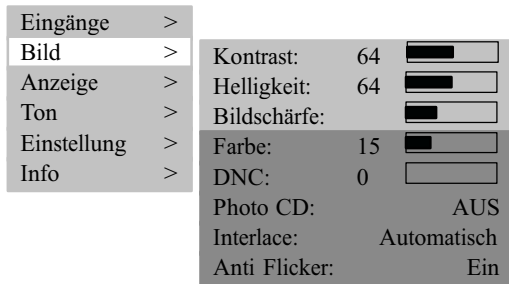 Eingänge >
Bild >
Anzeige >
Ton >
Einstellung >
Info >
Kontrast: 64
Helligkeit: 64
Bildschärfe:
Farbe: 15
DNC: 0
Photo CD: AUS
Interlace: Automatisch
Anti Flicker: Ein